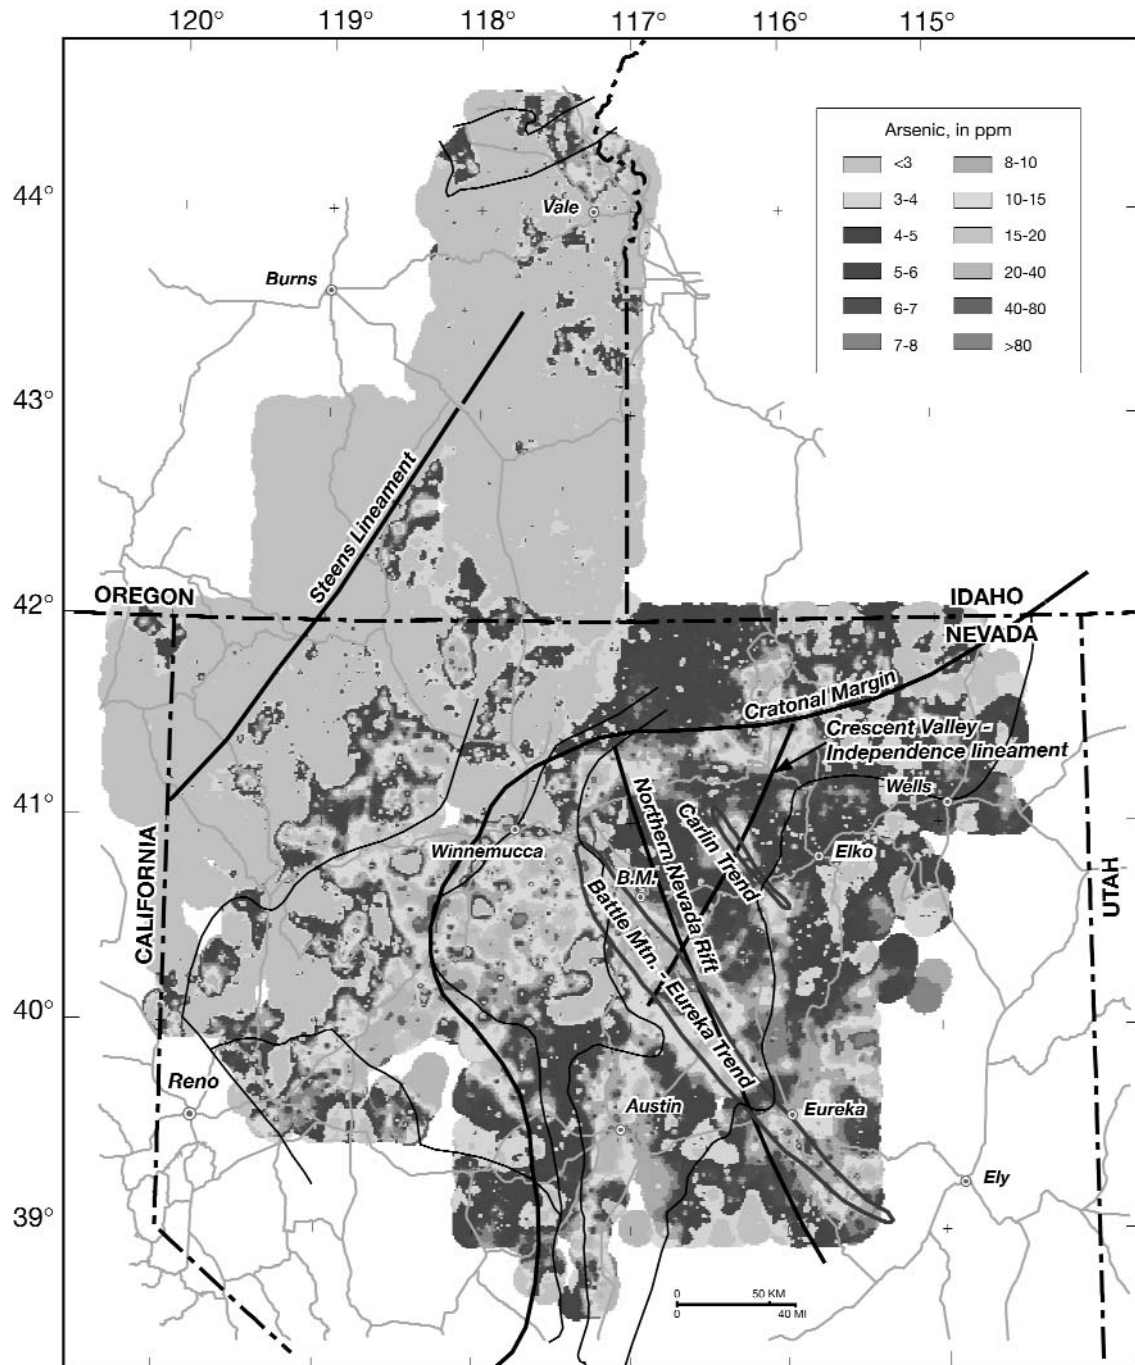 120° 119° 118° 117° 116° 115°
Arsenic, in ppm
<3 8-10
3-4 10-15
4-5 15-20
5-6 20-40
6-7 40-80
7-8 >80
44°
Vale
Burns
43°
Steens Lineament
42°
OREGON
IDAHO
NEVADA
Cratonal Margin
Crescent Valley -
Independence lineament
41°
Wells
Northern Nevada Rift
Carlin Trend
Winnemucca
Elko
B.M.
CALIFORNIA
UTAH
Battle Mtn. - Eureka Trend
40°
Reno
Austin
Eureka
Ely
39°
0 50 KM
0 40 MI